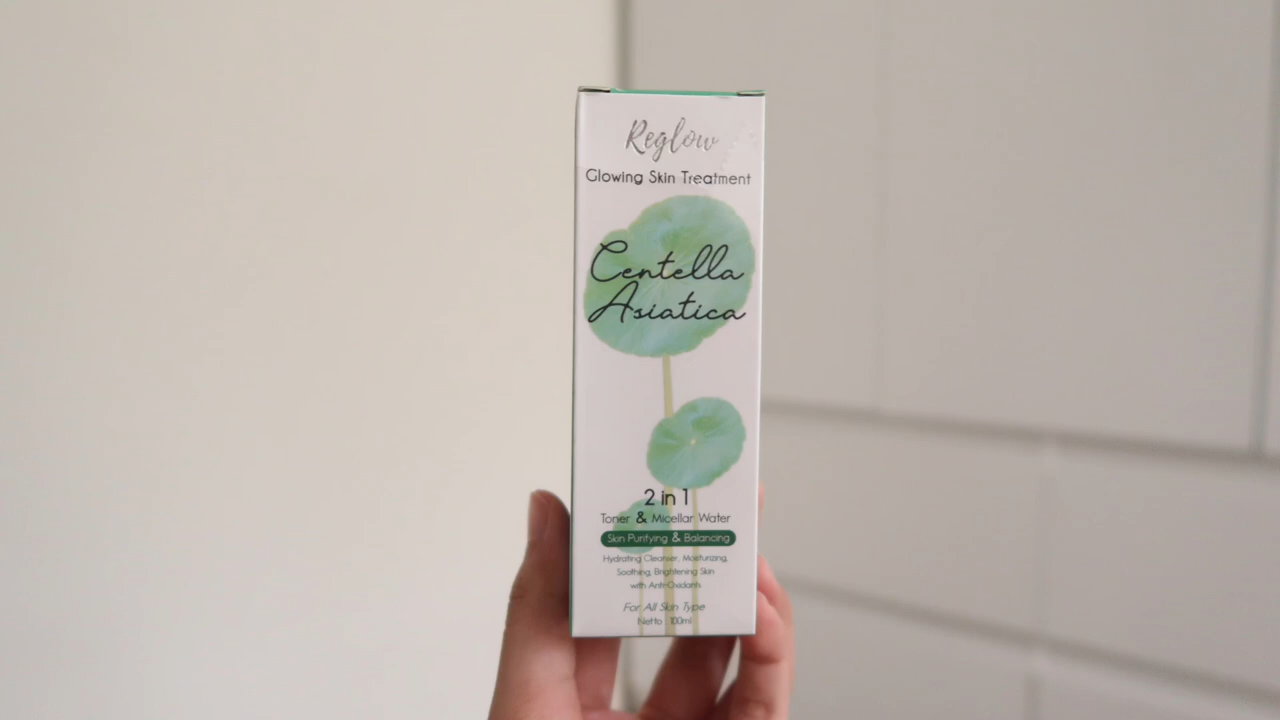 Reglow
Glowing Skin Treatment
Centella
Asiatica
2 in 1
Toner & Micellar Water
Skin Purifying & Balancing
Hydrating Cleanser, Moisturizing,
Soothing, Brightening Skin
with Anti-Oxidants
For All Skin Type
Netto : 100ml